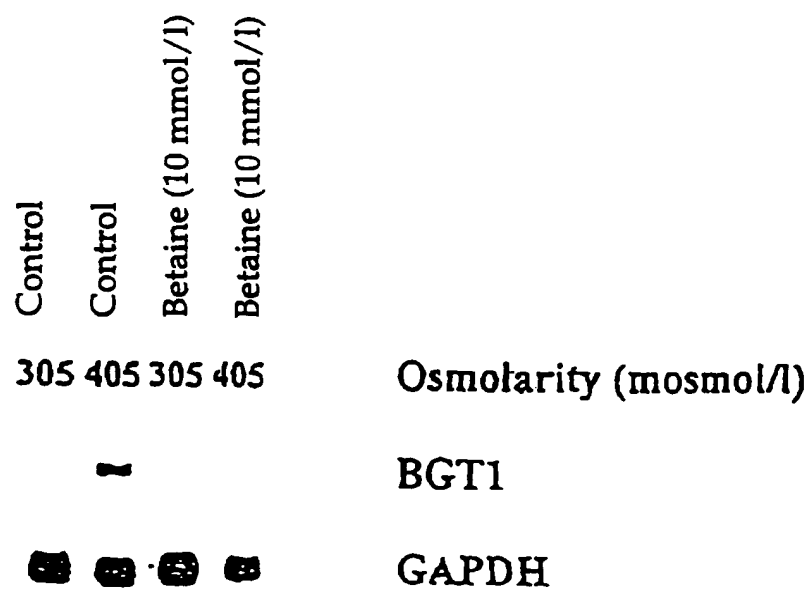 Control
Control
Betaine (10 mmol/l)
Betaine (10 mmol/l)
305 405 305 405 Osmolarity (mosmol/l)
BGT1
GAPDH